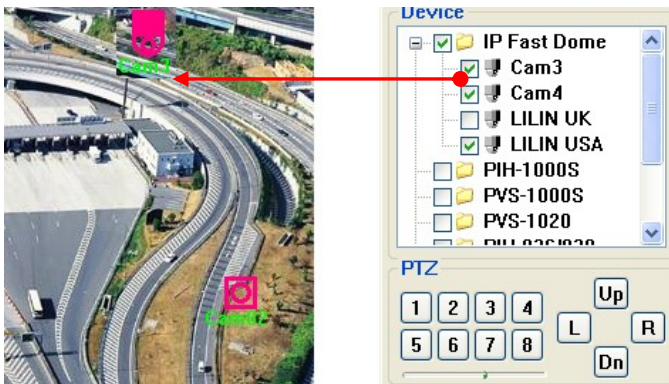 Cam3
Cam02
Device
IP Fast Dome
Cam3
Cam4
LILIN UK
LILIN USA
PIH-1000S
PVS-1000S
PVS-1020
PTZ
1 2 3 4
5 6 7 8
Up
L R
Dn